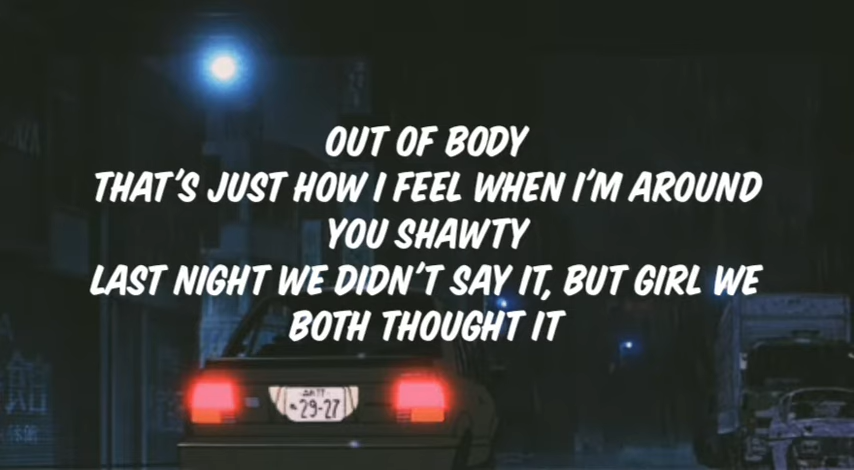 OUT OF BODY
THAT'S JUST HOW I FEEL WHEN I'M AROUND
YOU SHAWTY
LAST NIGHT WE DIDN'T SAY IT, BUT GIRL WE
BOTH THOUGHT IT
29-27